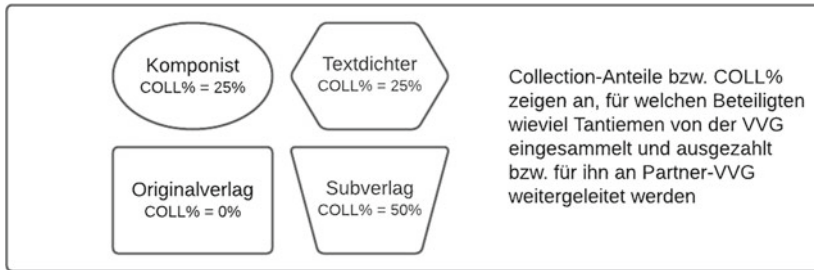 Komponist
COLL% = 25%
Textdichter
COLL% = 25%
Originalverlag
COLL% = 0%
Subverlag
COLL% = 50%
Collection-Anteile bzw. COLL%
zeigen an, für welchen Beteiligten
wieviel Tantiemen von der VVG
eingesammelt und ausgezahlt
bzw. für ihn an Partner-VVG
weitergeleitet werden